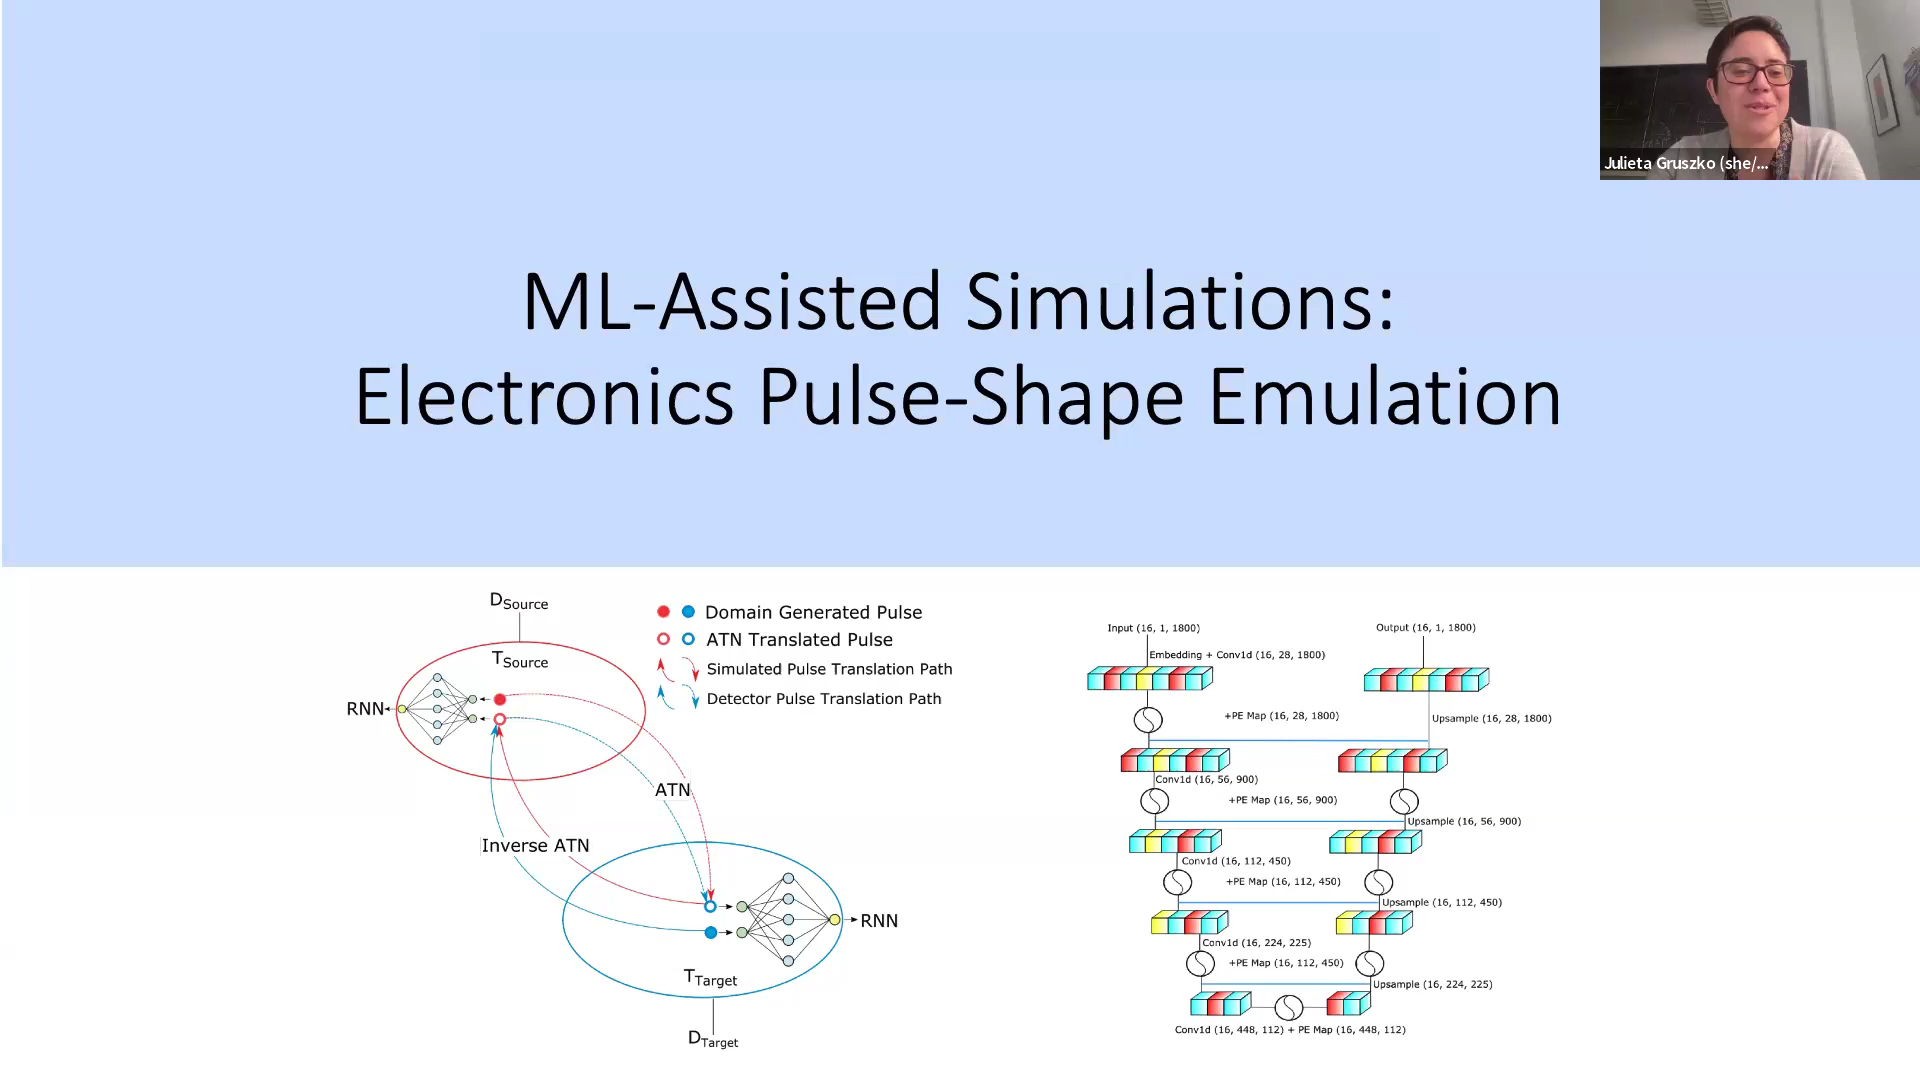 Julieta Gruszko (she/...
ML-Assisted Simulations:
Electronics Pulse-Shape Emulation
D_Source
T_Source
RNN
Domain Generated Pulse
ATN Translated Pulse
Simulated Pulse Translation Path
Detector Pulse Translation Path
ATN
Inverse ATN
RNN
T_Target
D_Target
Input (16, 1, 1800)
Output (16, 1, 1800)
Embedding + Conv1d (16, 28, 1800)
+PE Map (16, 28, 1800)
Upsample (16, 28, 1800)
Conv1d (16, 56, 900)
+PE Map (16, 56, 900)
Upsample (16, 56, 900)
Conv1d (16, 112, 450)
+PE Map (16, 112, 450)
Upsample (16, 112, 450)
Conv1d (16, 224, 225)
+PE Map (16, 112, 450)
Upsample (16, 224, 225)
Conv1d (16, 448, 112) + PE Map (16, 448, 112)